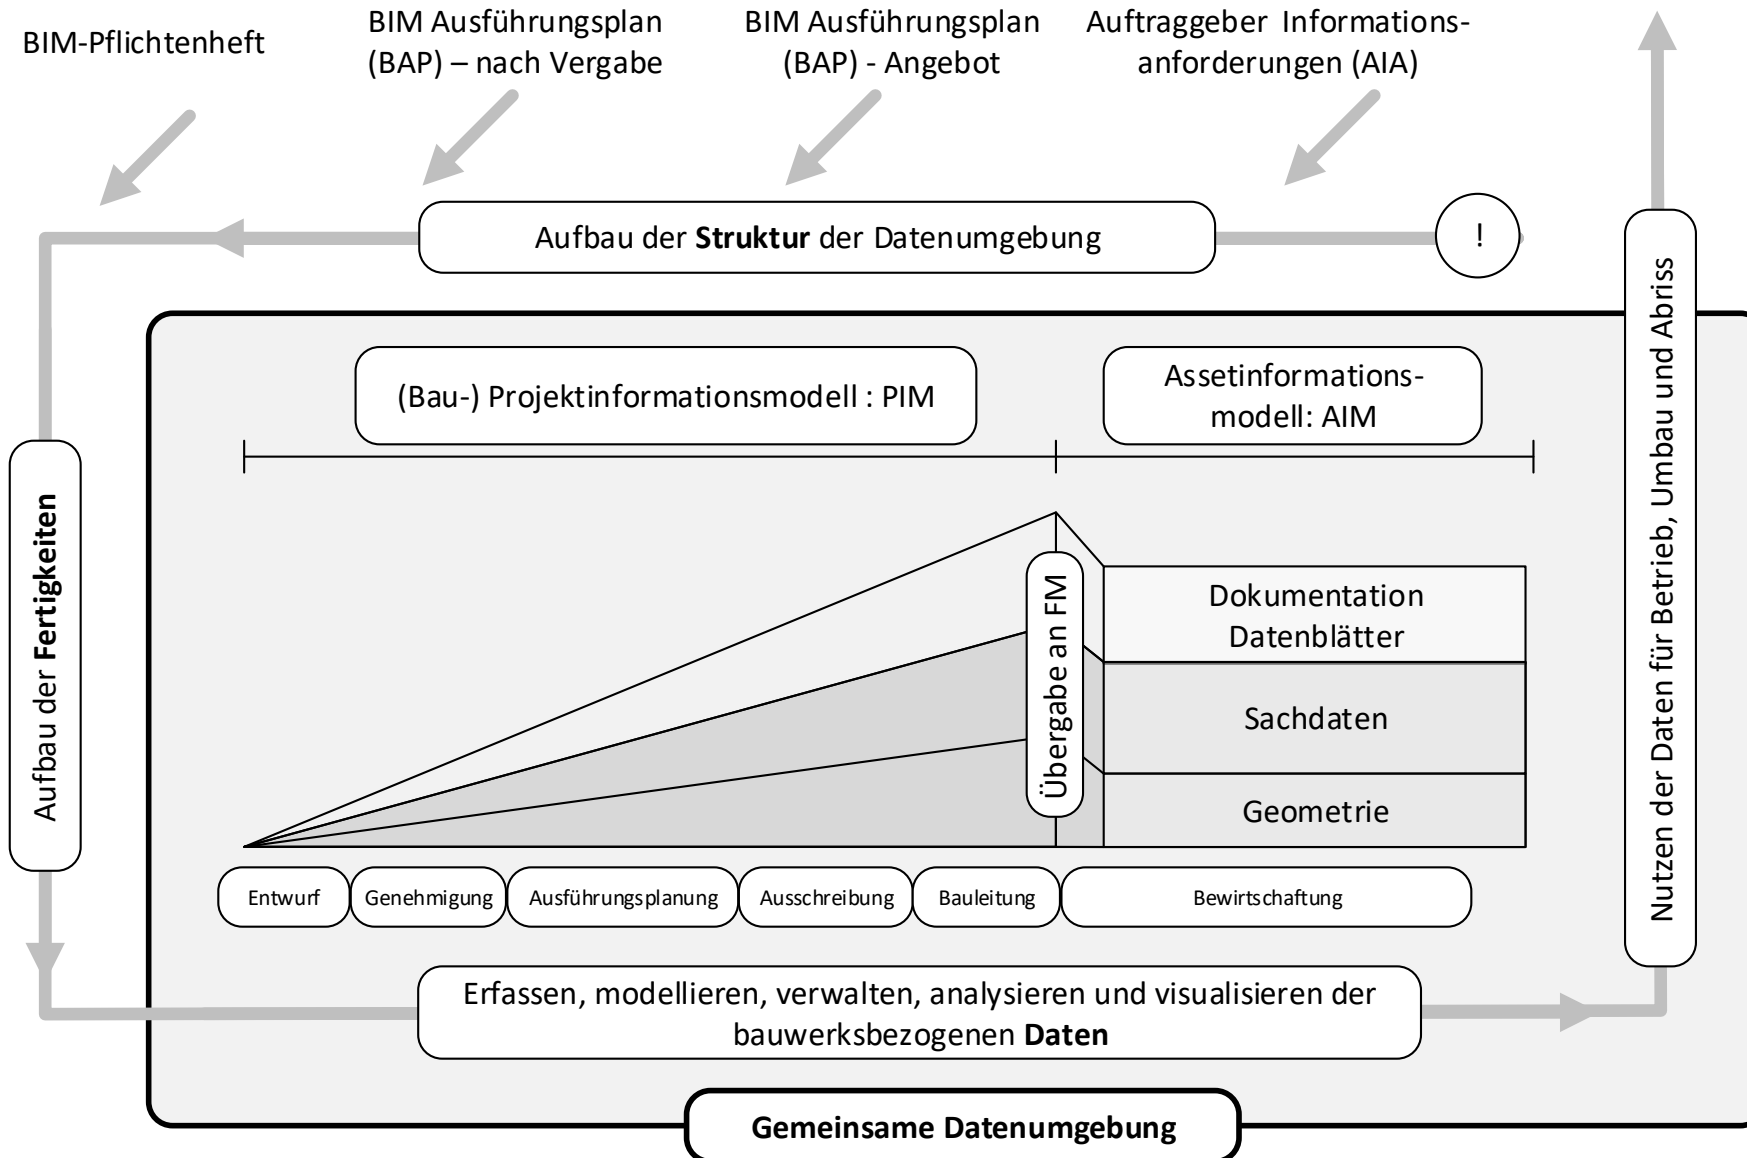 BIM-Pflichtenheft
BIM Ausführungsplan
(BAP) – nach Vergabe
BIM Ausführungsplan
(BAP) - Angebot
Auftraggeber Informations-
anforderungen (AIA)
Aufbau der Struktur der Datenumgebung
!
(Bau-) Projektinformationsmodell : PIM
Assetinformations-
modell: AIM
Aufbau der Fertigkeiten
Übergabe an FM
Dokumentation
Datenblätter
Sachdaten
Geometrie
Nutzen der Daten für Betrieb, Umbau und Abriss
Entwurf
Genehmigung
Ausführungsplanung
Ausschreibung
Bauleitung
Bewirtschaftung
Erfassen, modellieren, verwalten, analysieren und visualisieren der
bauwerksbezogenen Daten
Gemeinsame Datenumgebung